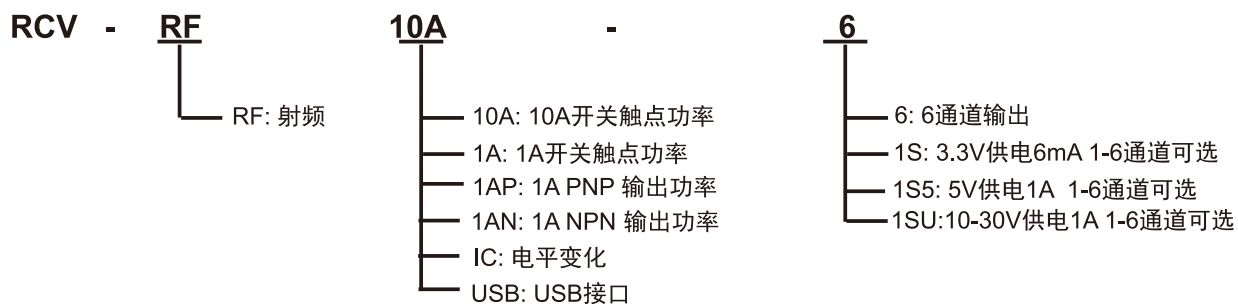 RCV - RF 10A - 6
RF: 射频
10A: 10A开关触点功率
1A: 1A开关触点功率
1AP: 1A PNP 输出功率
1AN: 1A NPN 输出功率
IC: 电平变化
USB: USB接口
6: 6通道输出
1S: 3.3V供电6mA 1-6通道可选
1S5: 5V供电1A 1-6通道可选
1SU:10-30V供电1A 1-6通道可选